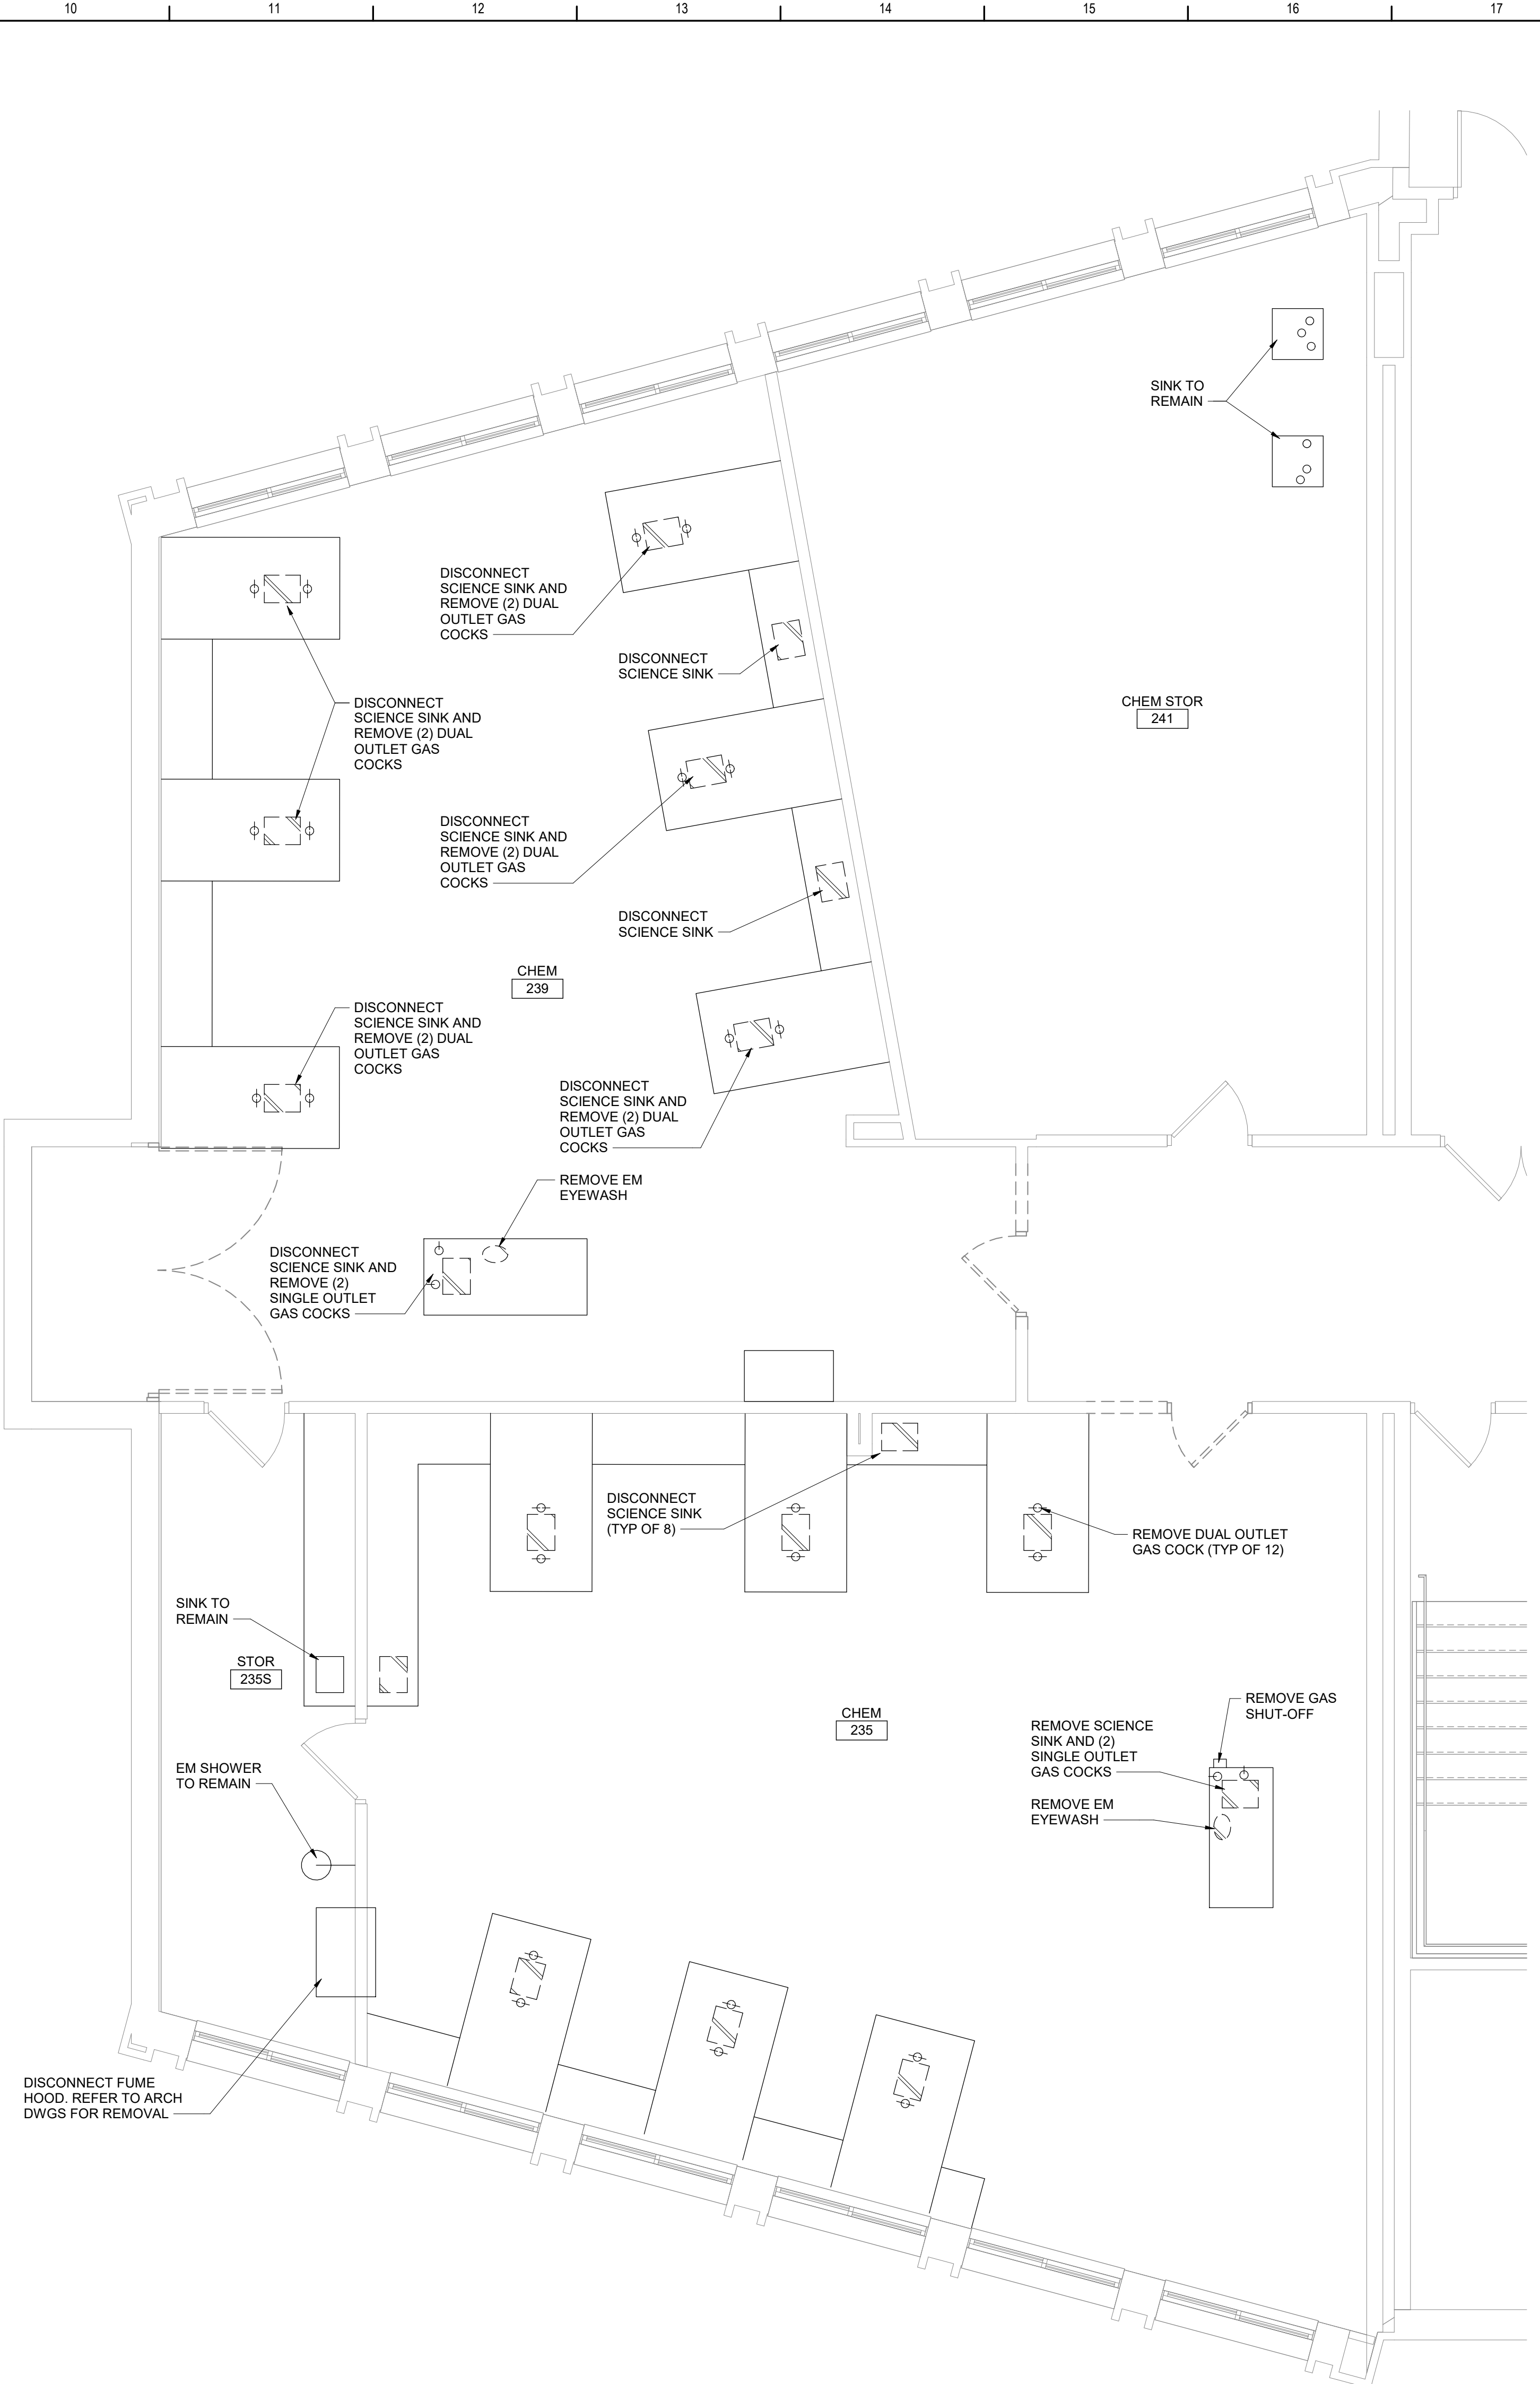 10 11 12 13 14 15 16 17
SINK TO
REMAIN
DISCONNECT
SCIENCE SINK AND
REMOVE (2) DUAL
OUTLET GAS
COCKS
DISCONNECT
SCIENCE SINK
DISCONNECT
SCIENCE SINK AND
REMOVE (2) DUAL
OUTLET GAS
COCKS
CHEM STOR
241
DISCONNECT
SCIENCE SINK AND
REMOVE (2) DUAL
OUTLET GAS
COCKS
DISCONNECT
SCIENCE SINK
CHEM
239
DISCONNECT
SCIENCE SINK AND
REMOVE (2) DUAL
OUTLET GAS
COCKS
DISCONNECT
SCIENCE SINK AND
REMOVE (2) DUAL
OUTLET GAS
COCKS
REMOVE EM
EYEWASH
DISCONNECT
SCIENCE SINK AND
REMOVE (2)
SINGLE OUTLET
GAS COCKS
DISCONNECT
SCIENCE SINK
(TYP OF 8)
REMOVE DUAL OUTLET
GAS COCK (TYP OF 12)
SINK TO
REMAIN
STOR
235S
CHEM
235
REMOVE GAS
SHUT-OFF
REMOVE SCIENCE
SINK AND (2)
SINGLE OUTLET
GAS COCKS
EM SHOWER
TO REMAIN
REMOVE EM
EYEWASH
DISCONNECT FUME
HOOD. REFER TO ARCH
DWGS FOR REMOVAL